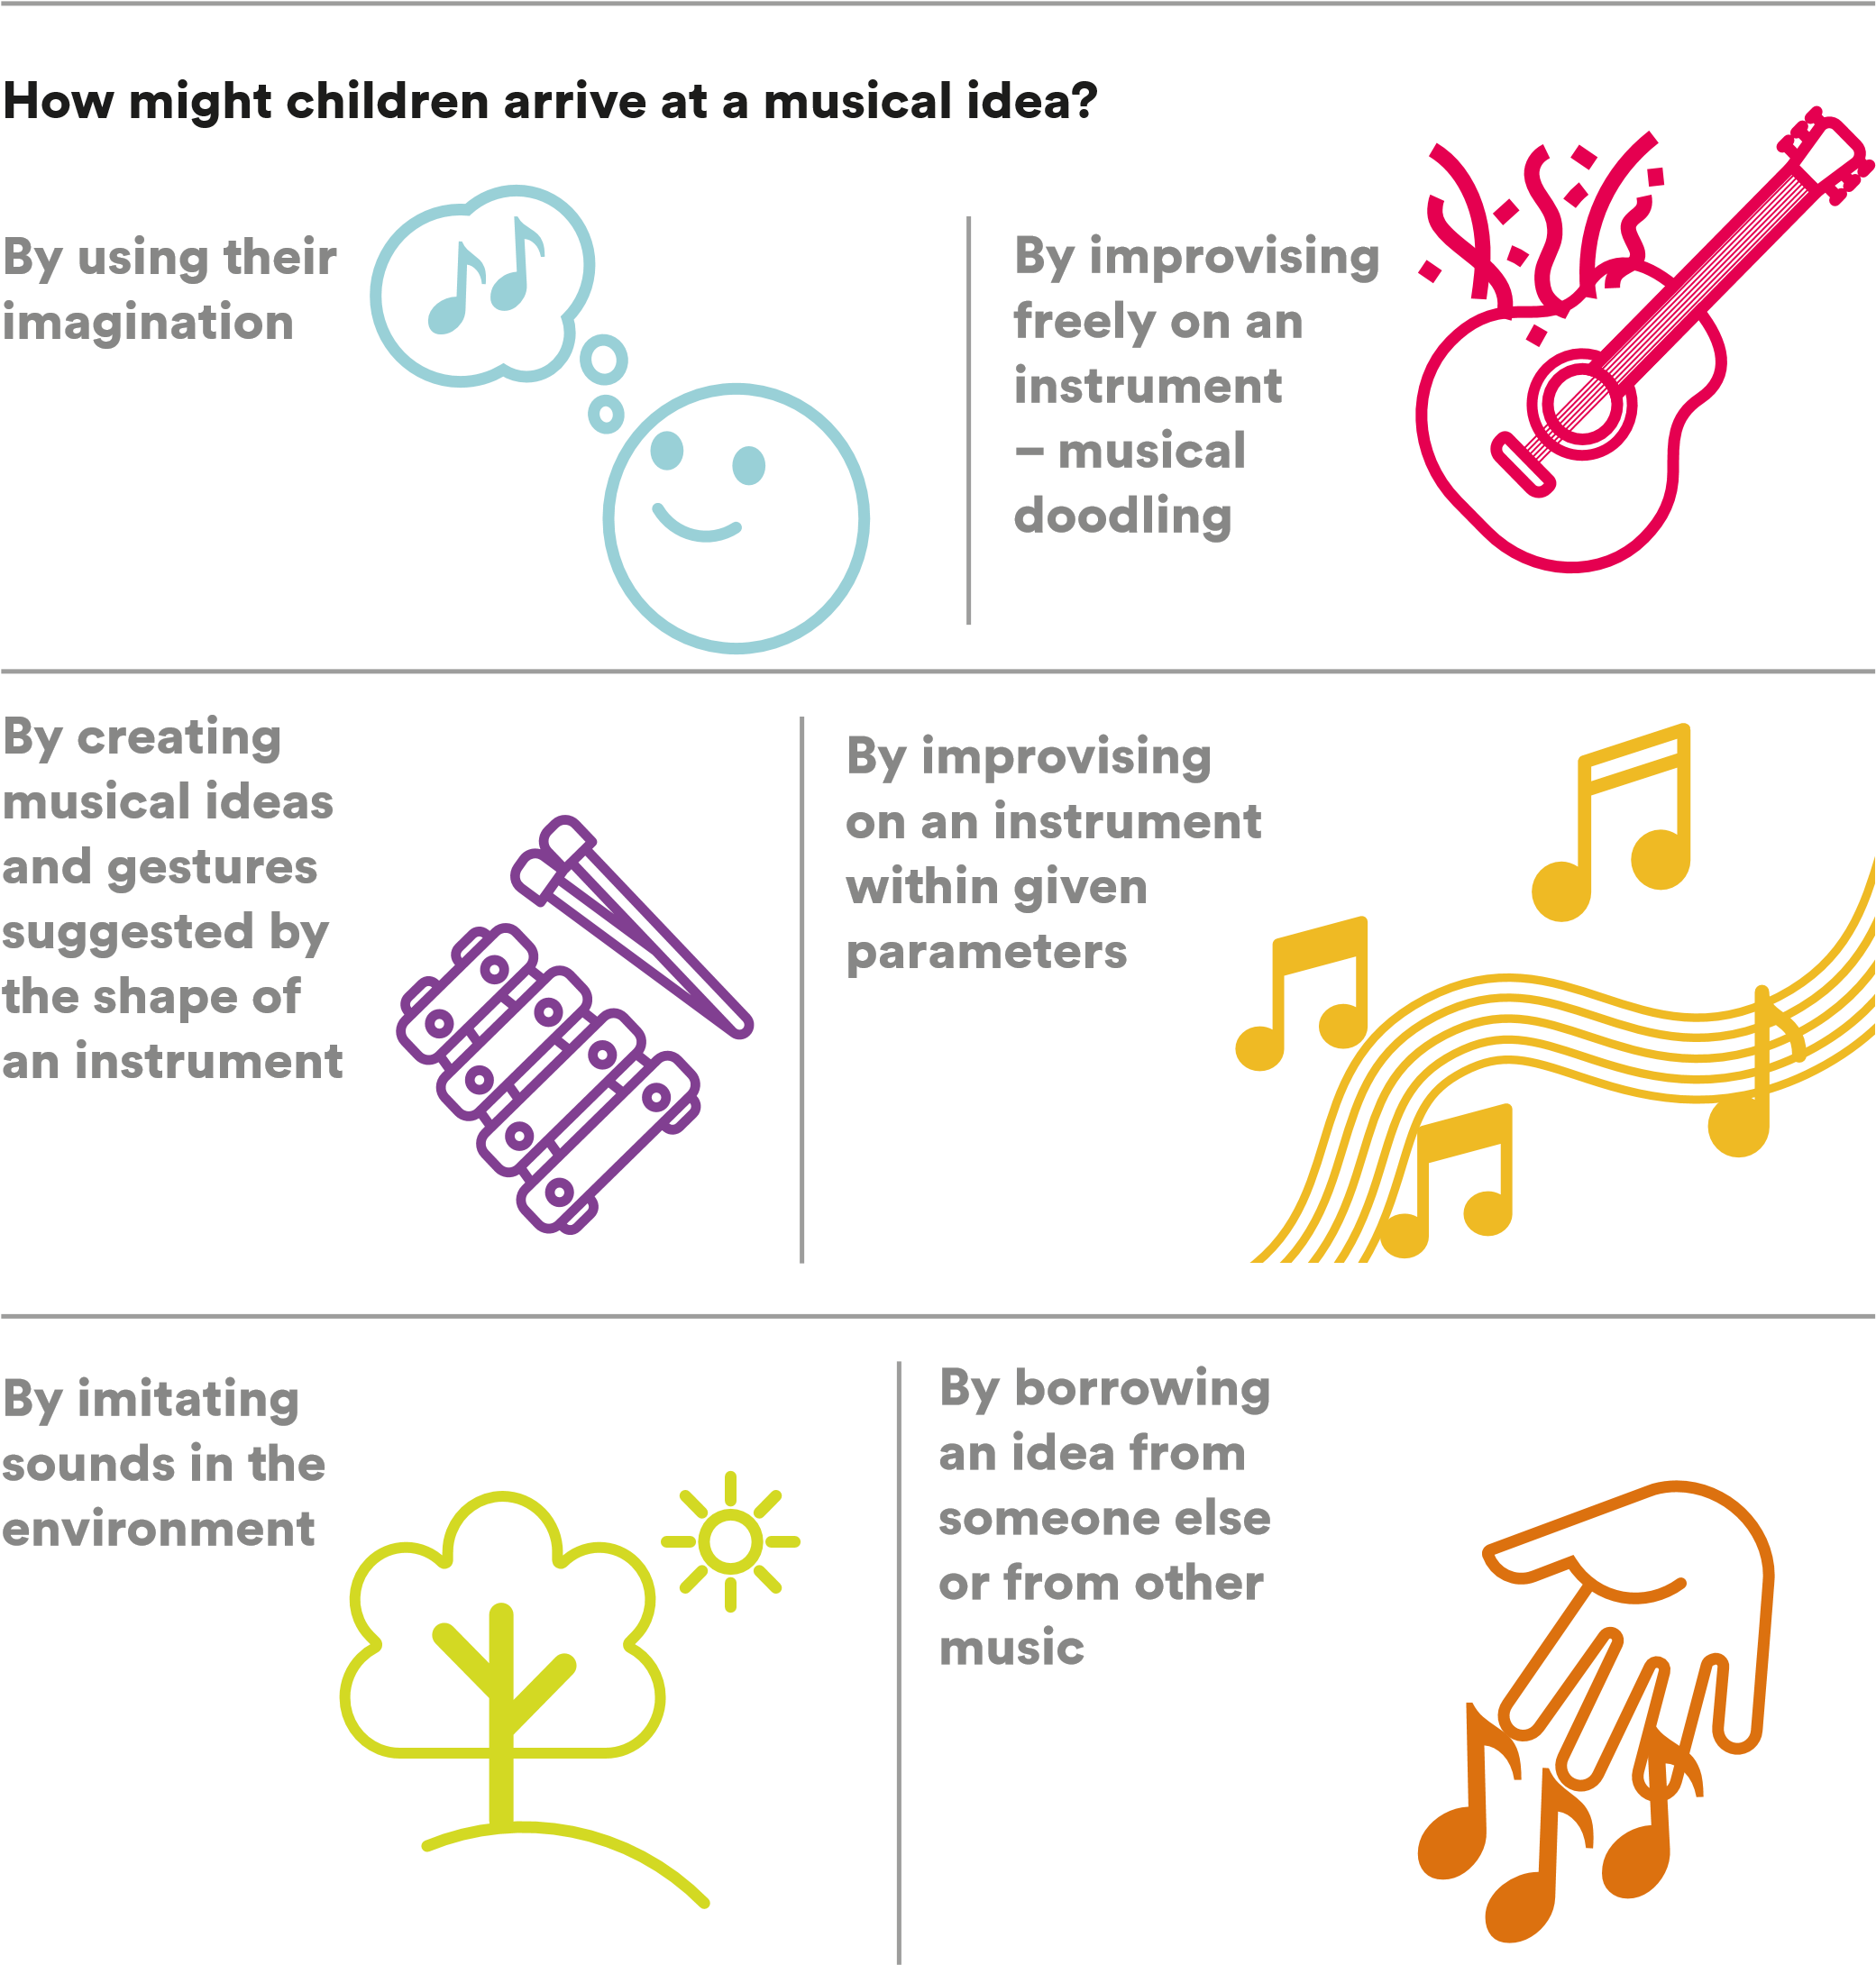 How might children arrive at a musical idea?
By using their
imagination
By improvising
freely on an
instrument
– musical
doodling
By creating
musical ideas
and gestures
suggested by
the shape of
an instrument
By improvising
on an instrument
within given
parameters
By imitating
sounds in the
environment
By borrowing
an idea from
someone else
or from other
music